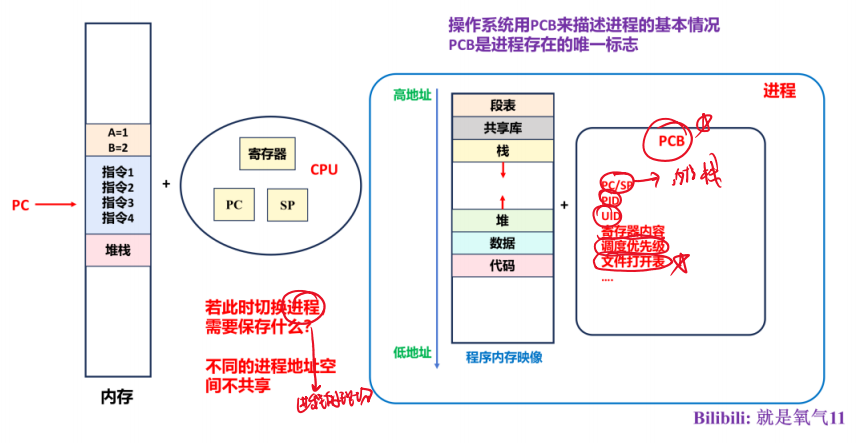 操作系统用PCB来描述进程的基本情况
PCB是进程存在的唯一标志
A=1
B=2
指令1
指令2
指令3
指令4
堆栈
PC
内存
+
寄存器
CPU
PC
SP
若此时切换进程
需要保存什么?
不同的进程地址空
间不共享
进程
高地址
段表
共享库
栈
堆
数据
代码
低地址
程序内存映像
+
PCB
PC/SP
PID
UID
寄存器内容
调度优先级
文件打开表
....
Bilibili: 就是氧气11